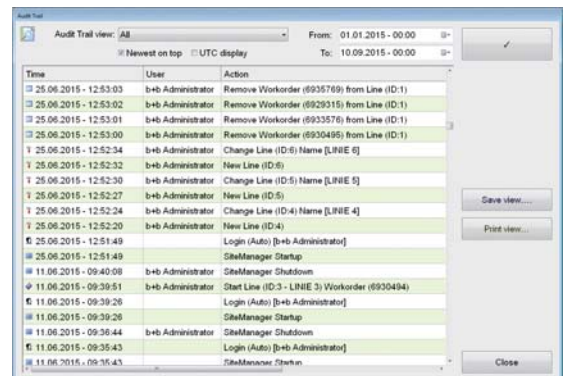 Audit Trail
Audit Trail view: All From: 01.01.2015 - 00:00
Newest on top UTC display To: 10.09.2015 - 00:00
Time User Action
25.06.2015 - 12:53:03 b+b Administrator Remove Workorder (6935769) from Line (ID:1)
25.06.2015 - 12:53:02 b+b Administrator Remove Workorder (6929315) from Line (ID:1)
25.06.2015 - 12:53:01 b+b Administrator Remove Workorder (6933576) from Line (ID:1)
25.06.2015 - 12:53:00 b+b Administrator Remove Workorder (6930495) from Line (ID:1)
25.06.2015 - 12:52:34 b+b Administrator Change Line (ID:6) Name [LINIE 6]
25.06.2015 - 12:52:32 b+b Administrator New Line (ID:6)
25.06.2015 - 12:52:30 b+b Administrator Change Line (ID:5) Name [LINIE 5]
25.06.2015 - 12:52:27 b+b Administrator New Line (ID:5)
25.06.2015 - 12:52:24 b+b Administrator Change Line (ID:4) Name [LINIE 4]
25.06.2015 - 12:52:20 b+b Administrator New Line (ID:4)
25.06.2015 - 12:51:49 Login (Auto) [b+b Administrator]
25.06.2015 - 12:51:49 SiteManager Startup
11.06.2015 - 09:40:08 b+b Administrator SiteManager Shutdown
11.06.2015 - 09:39:51 b+b Administrator Start Line (ID:3 - LINIE 3) Workorder (6930494)
11.06.2015 - 09:39:26 Login (Auto) [b+b Administrator]
11.06.2015 - 09:39:26 SiteManager Startup
11.06.2015 - 09:36:44 b+b Administrator SiteManager Shutdown
11.06.2015 - 09:35:43 Login (Auto) [b+b Administrator]
11.06.2015 - 09:35:43 SiteManager Startup
Save view....
Print view...
Close